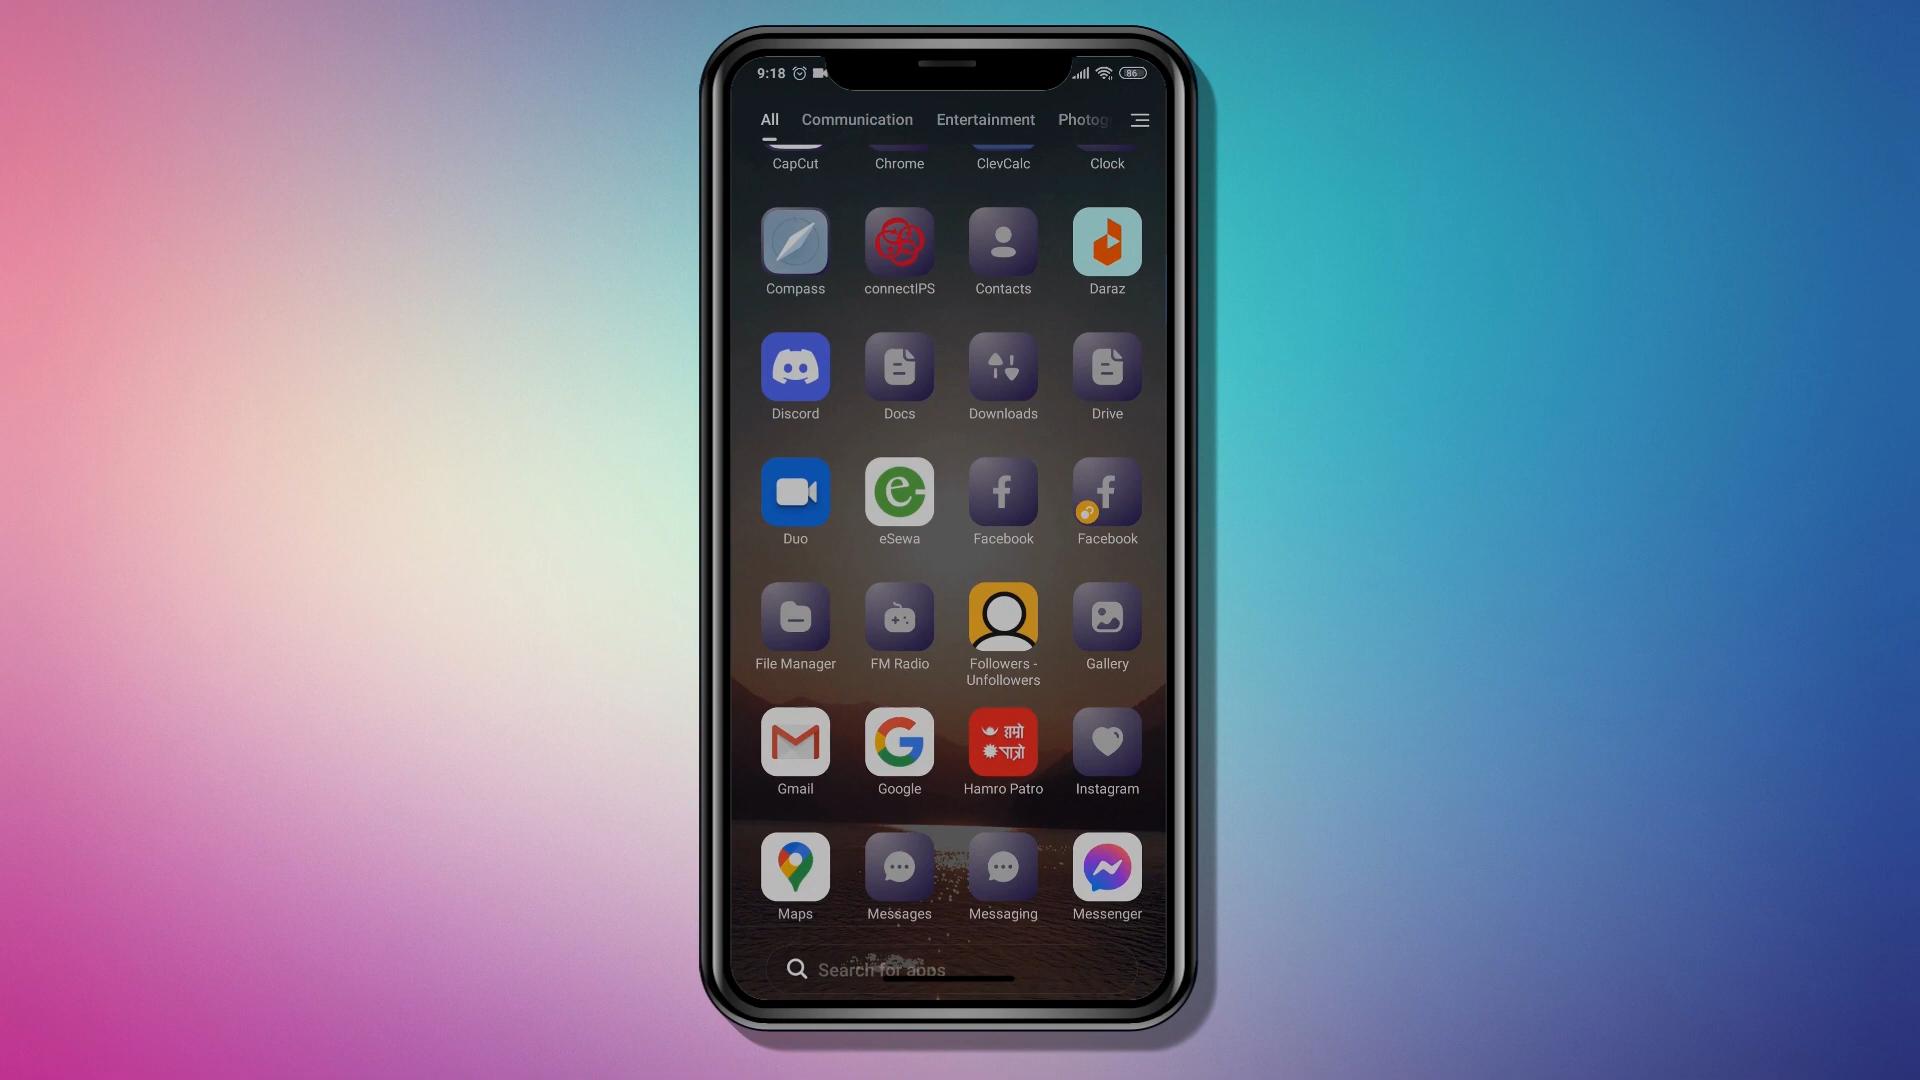 9:18
86
All Communication Entertainment Photog
CapCut Chrome ClevCalc Clock
Compass connectIPS Contacts Daraz
Discord Docs Downloads Drive
Duo eSewa Facebook Facebook
File Manager FM Radio Followers - Gallery
Unfollowers
हाम्रो
पात्रो
Gmail Google Hamro Patro Instagram
Maps Messages Messaging Messenger
Search for apps